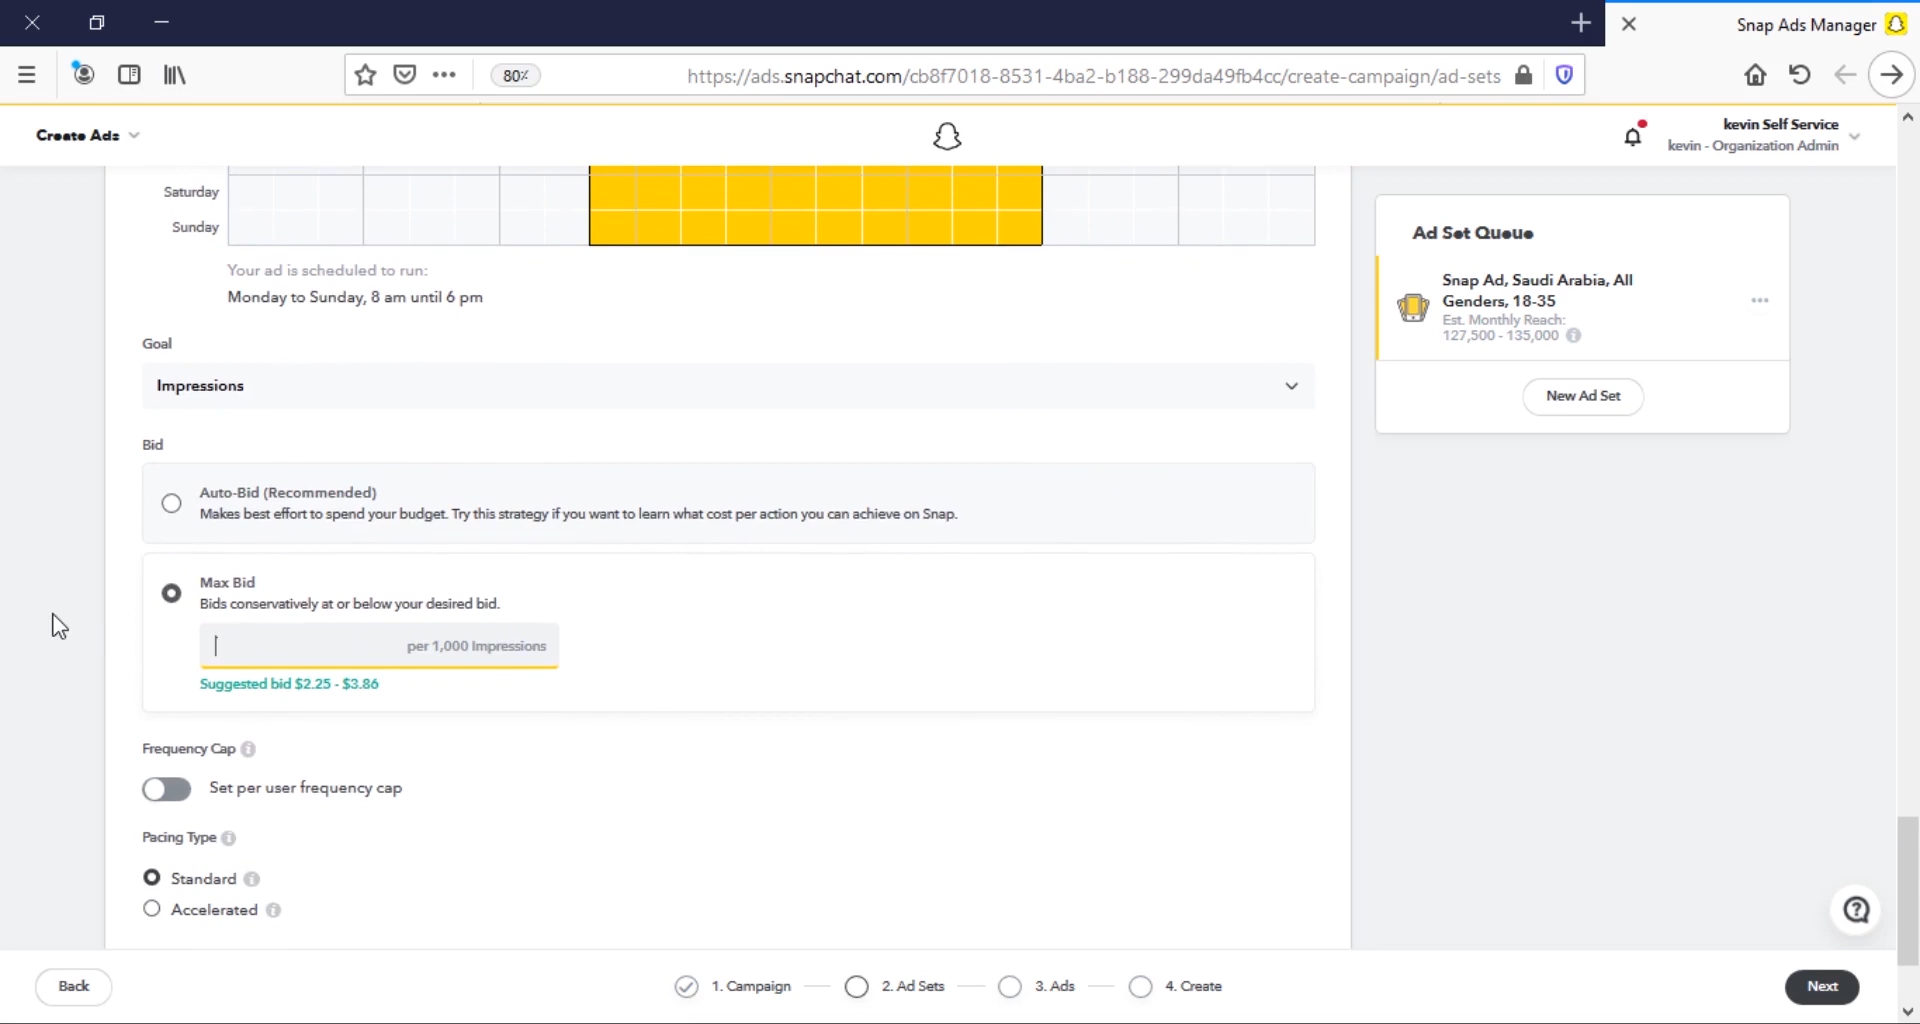 Snap Ads Manager
80%
https://ads.snapchat.com/cb8f7018-8531-4ba2-b188-299da49fb4cc/create-campaign/ad-sets
Create Ads
kevin Self Service
kevin - Organization Admin
Saturday
Sunday
Your ad is scheduled to run:
Monday to Sunday, 8 am until 6 pm
Goal
Impressions
Bid
Auto-Bid (Recommended)
Makes best effort to spend your budget. Try this strategy if you want to learn what cost per action you can achieve on Snap.
Max Bid
Bids conservatively at or below your desired bid.
per 1,000 Impressions
Suggested bid $2.25 - $3.86
Frequency Cap
Set per user frequency cap
Pacing Type
Standard
Accelerated
Ad Set Queue
Snap Ad, Saudi Arabia, All
Genders, 18-35
Est. Monthly Reach:
127,500 - 135,000
New Ad Set
Back
1. Campaign
2. Ad Sets
3. Ads
4. Create
Next